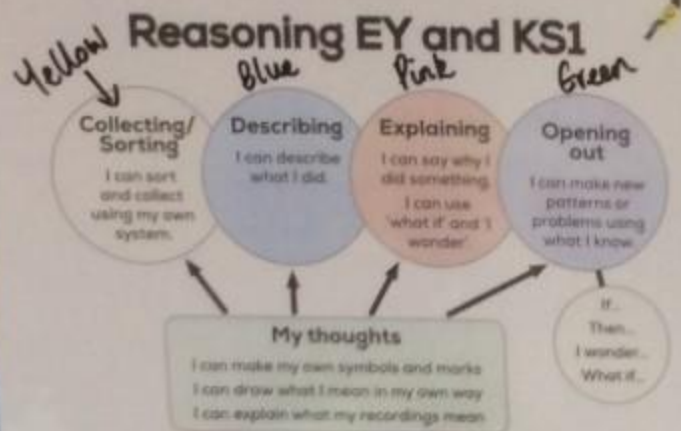 Reasoning EY and KS1
Yellow
Blue
Pink
Green
Collecting/
Sorting
I can sort
and collect
using my own
system.
Describing
I can describe
what I did.
Explaining
I can say why I
did something.
I can use
'what if' and 'I
wonder'.
Opening
out
I can make new
patterns or
problems using
what I know.
If...
Then...
I wonder...
What if...
My thoughts
I can make my own symbols and marks
I can draw what I mean in my own way
I can explain what my recordings mean